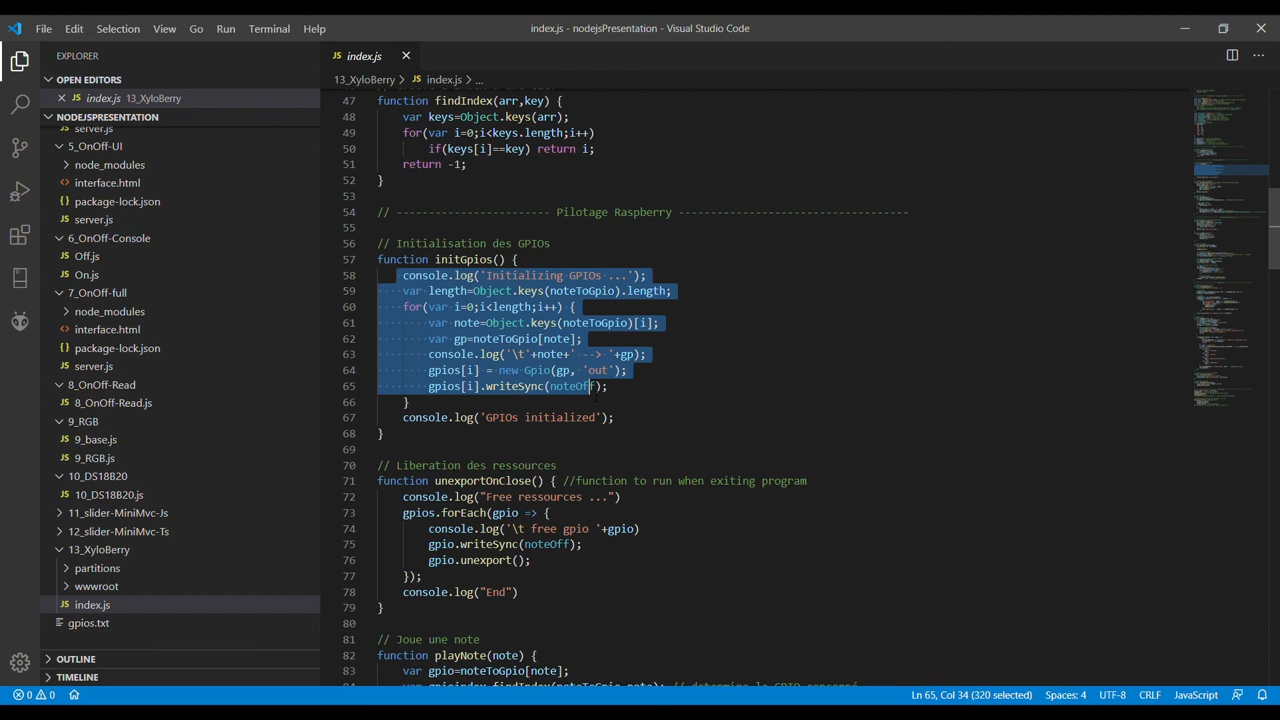 File Edit Selection View Go Run Terminal Help
index.js - nodejsPresentation - Visual Studio Code
EXPLORER
OPEN EDITORS
JS index.js 13_XyloBerry
NODEJSPRESENTATION
server.js
5_OnOff-UI
node_modules
<> interface.html
package-lock.json
JS server.js
6_OnOff-Console
JS Off.js
JS On.js
7_OnOff-full
node_modules
<> interface.html
package-lock.json
JS server.js
8_OnOff-Read
JS 8_OnOff-Read.js
9_RGB
JS 9_base.js
JS 9_RGB.js
10_DS18B20
JS 10_DS18B20.js
11_slider-MiniMvc-Js
12_slider-MiniMvc-Ts
13_XyloBerry
partitions
wwwroot
JS index.js
gpios.txt
OUTLINE
TIMELINE
JS index.js
13_XyloBerry > JS index.js > ...
47 function findIndex(arr,key) {
48 var keys=Object.keys(arr);
49 for(var i=0;i<keys.length;i++)
50 if(keys[i]==key) return i;
51 return -1;
52 }
53
54 // ------------------------ Pilotage Raspberry ------------------------------------
55
56 // Initialisation des GPIOs
57 function initGpios() {
58 console.log('Initializing GPIOs ...');
59 var length=Object.keys(noteToGpio).length;
60 for(var i=0;i<length;i++) {
61 var note=Object.keys(noteToGpio)[i];
62 var gp=noteToGpio[note];
63 console.log('\t'+note+' --> '+gp);
64 gpios[i] = new Gpio(gp, 'out');
65 gpios[i].writeSync(noteOff);
66 }
67 console.log('GPIOs initialized');
68 }
69
70 // Liberation des ressources
71 function unexportOnClose() { //function to run when exiting program
72 console.log("Free ressources ...")
73 gpios.forEach(gpio => {
74 console.log('\t free gpio '+gpio)
75 gpio.writeSync(noteOff);
76 gpio.unexport();
77 });
78 console.log("End")
79 }
80
81 // Joue une note
82 function playNote(note) {
83 var gpio=noteToGpio[note];
0 0 Ln 65, Col 34 (320 selected) Spaces: 4 UTF-8 CRLF JavaScript